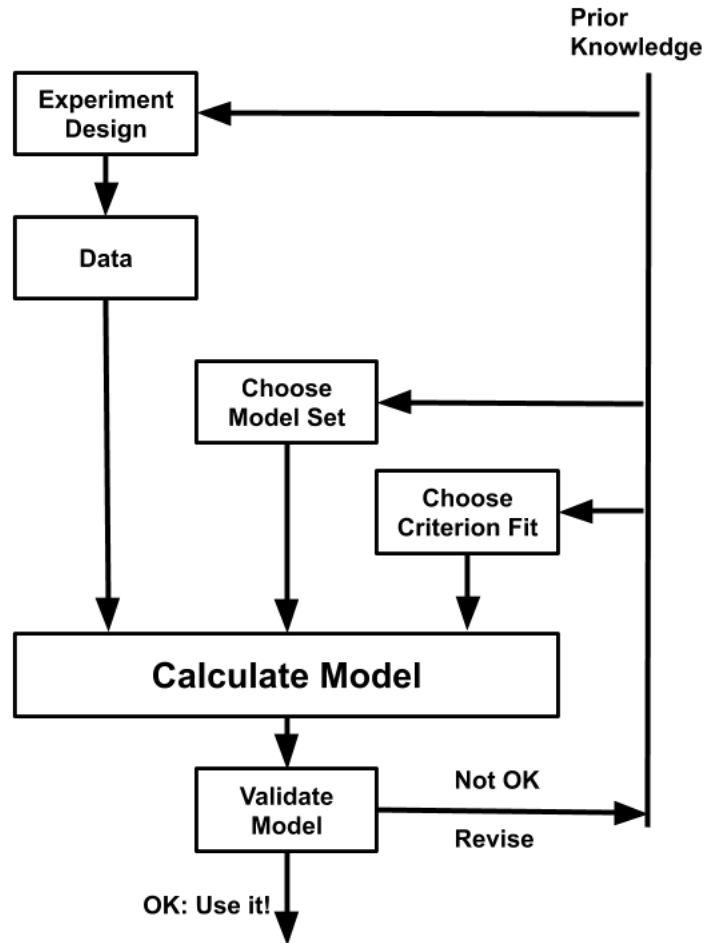 Prior
Knowledge
Experiment
Design
Data
Choose
Model Set
Choose
Criterion Fit
Calculate Model
Validate
Model
Not OK
Revise
OK: Use it!